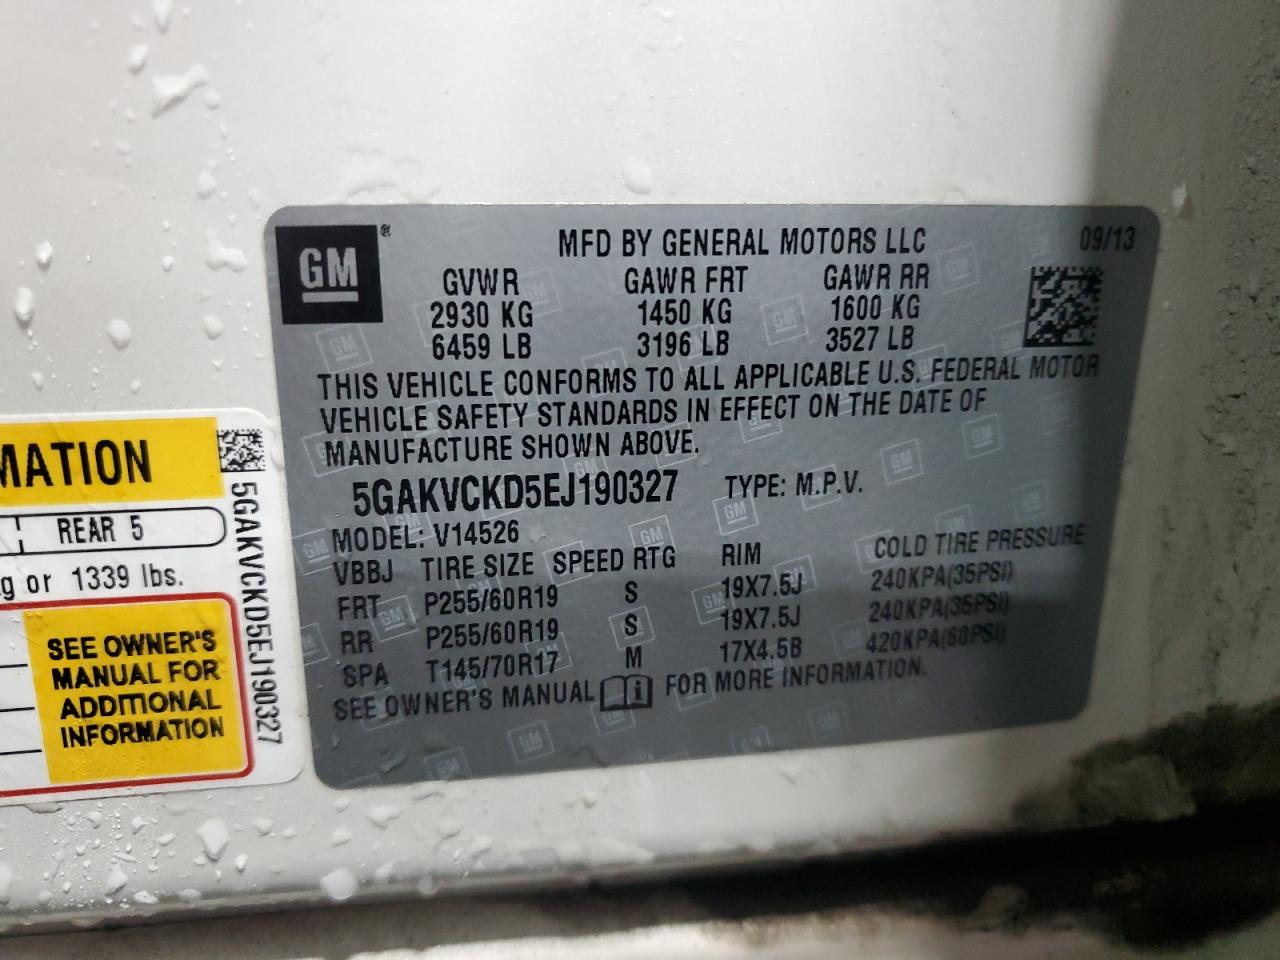 GM ®
MFD BY GENERAL MOTORS LLC 09/13
GVWR GAWR FRT GAWR RR
2930 KG 1450 KG 1600 KG
6459 LB 3196 LB 3527 LB
THIS VEHICLE CONFORMS TO ALL APPLICABLE U.S. FEDERAL MOTOR
VEHICLE SAFETY STANDARDS IN EFFECT ON THE DATE OF
MANUFACTURE SHOWN ABOVE.
5GAKVCKD5EJ190327 TYPE: M.P.V.
MODEL: V14526
VBBJ TIRE SIZE SPEED RTG RIM COLD TIRE PRESSURE
FRT P255/60R19 S 19X7.5J 240KPA(35PSI)
RR P255/60R19 S 19X7.5J 240KPA(35PSI)
SPA T145/70R17 M 17X4.5B 420KPA(60PSI)
SEE OWNER'S MANUAL i FOR MORE INFORMATION.
MATION
REAR 5
g or 1339 lbs.
SEE OWNER'S
MANUAL FOR
ADDITIONAL
INFORMATION
5GAKVCKD5EJ190327